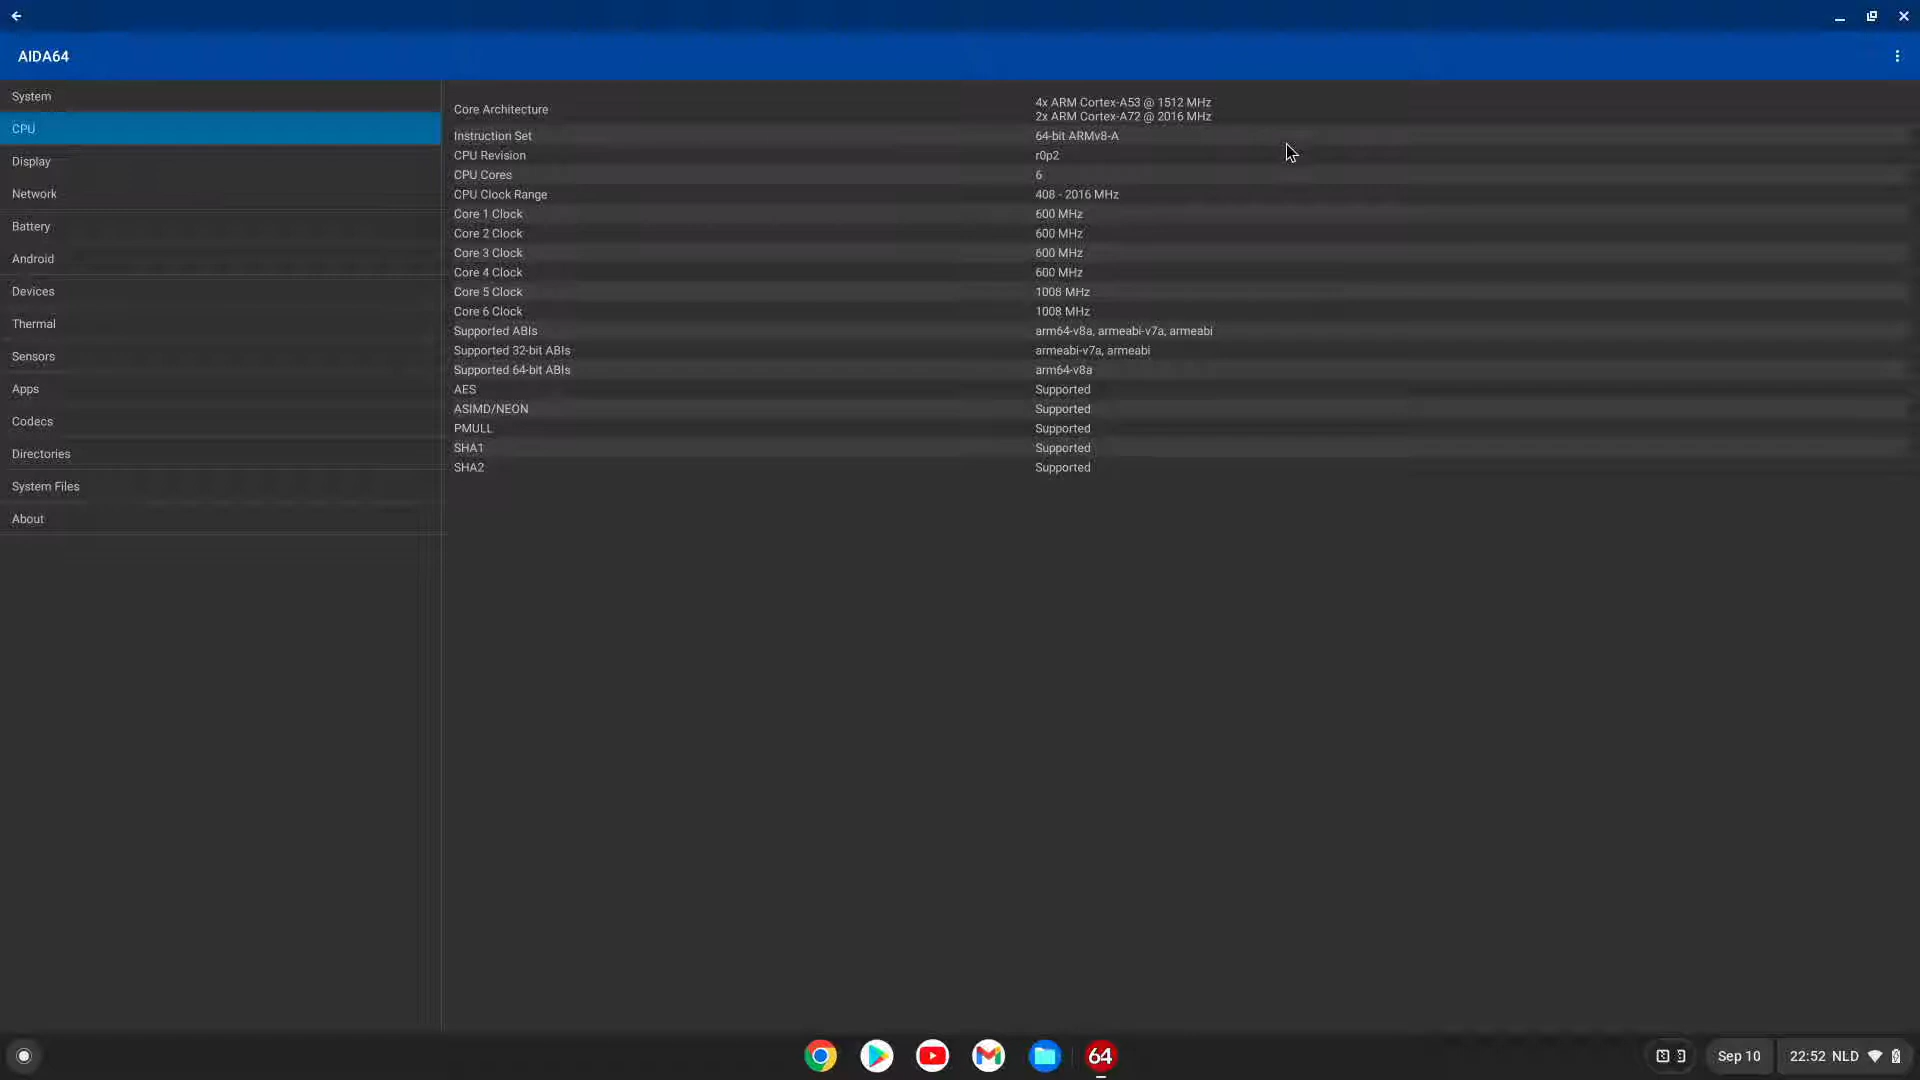 AIDA64
System
CPU
Display
Network
Battery
Android
Devices
Thermal
Sensors
Apps
Codecs
Directories
System Files
About
Core Architecture 4x ARM Cortex-A53 @ 1512 MHz
2x ARM Cortex-A72 @ 2016 MHz
Instruction Set 64-bit ARMv8-A
CPU Revision r0p2
CPU Cores 6
CPU Clock Range 408 - 2016 MHz
Core 1 Clock 600 MHz
Core 2 Clock 600 MHz
Core 3 Clock 600 MHz
Core 4 Clock 600 MHz
Core 5 Clock 1008 MHz
Core 6 Clock 1008 MHz
Supported ABIs arm64-v8a, armeabi-v7a, armeabi
Supported 32-bit ABIs armeabi-v7a, armeabi
Supported 64-bit ABIs arm64-v8a
AES Supported
ASIMD/NEON Supported
PMULL Supported
SHA1 Supported
SHA2 Supported
64
Sep 10 22:52 NLD